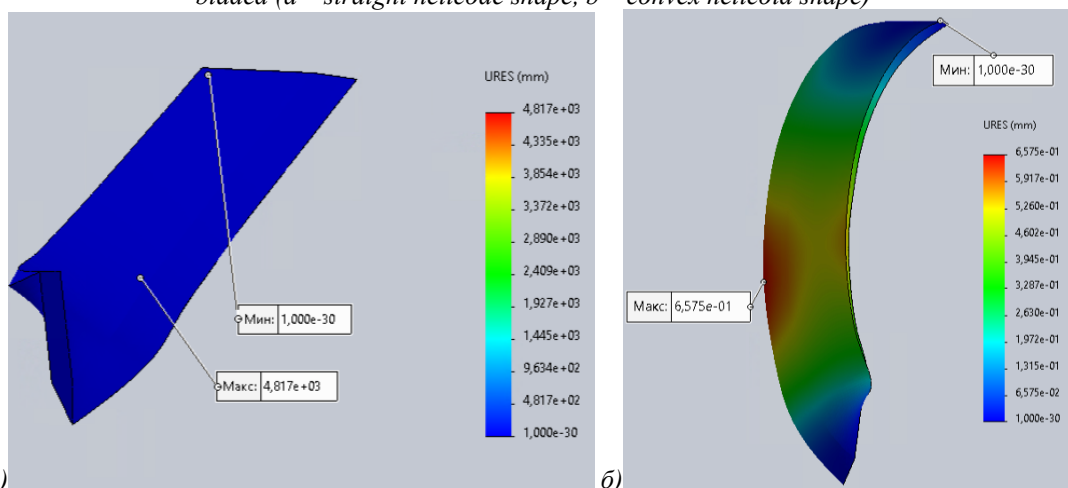 blades (a – straight helicode shape; b – convex helicoid shape)
URES (mm)
4,817e+03
4,335e+03
3,854e+03
3,372e+03
2,890e+03
2,409e+03
1,927e+03
1,445e+03
9,634e+02
4,817e+02
1,000e-30
Мин: 1,000e-30
Макс: 4,817e+03
)
Мин: 1,000e-30
URES (mm)
6,575e-01
5,917e-01
5,260e-01
4,602e-01
3,945e-01
3,287e-01
2,630e-01
1,972e-01
1,315e-01
6,575e-02
1,000e-30
Макс: 6,575e-01
б)